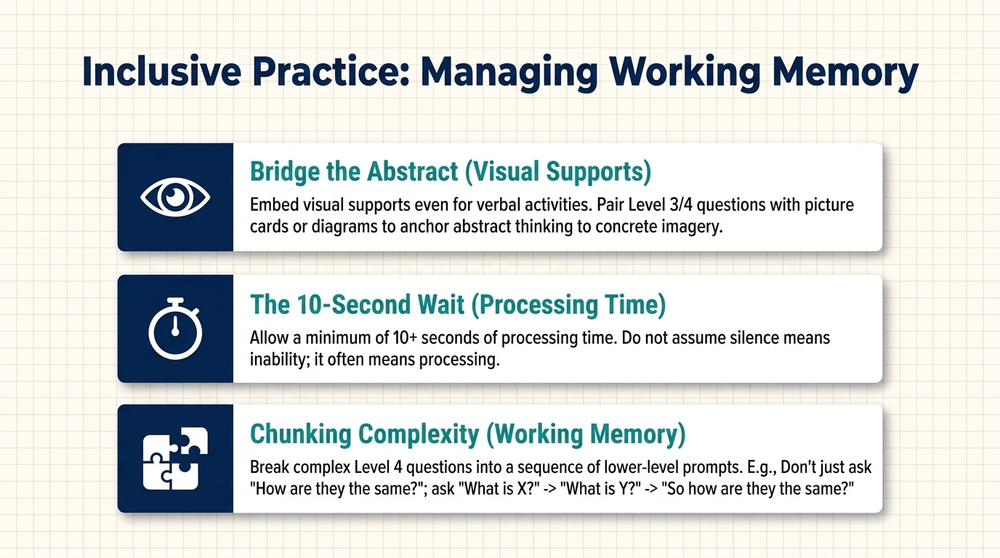 Inclusive Practice: Managing Working Memory
Bridge the Abstract (Visual Supports)
Embed visual supports even for verbal activities. Pair Level 3/4 questions with picture
cards or diagrams to anchor abstract thinking to concrete imagery.
The 10-Second Wait (Processing Time)
Allow a minimum of 10+ seconds of processing time. Do not assume silence means
inability; it often means processing.
Chunking Complexity (Working Memory)
Break complex Level 4 questions into a sequence of lower-level prompts. E.g., Don't just ask
"How are they the same?"; ask "What is X?" -> "What is Y?" -> "So how are they the same?"